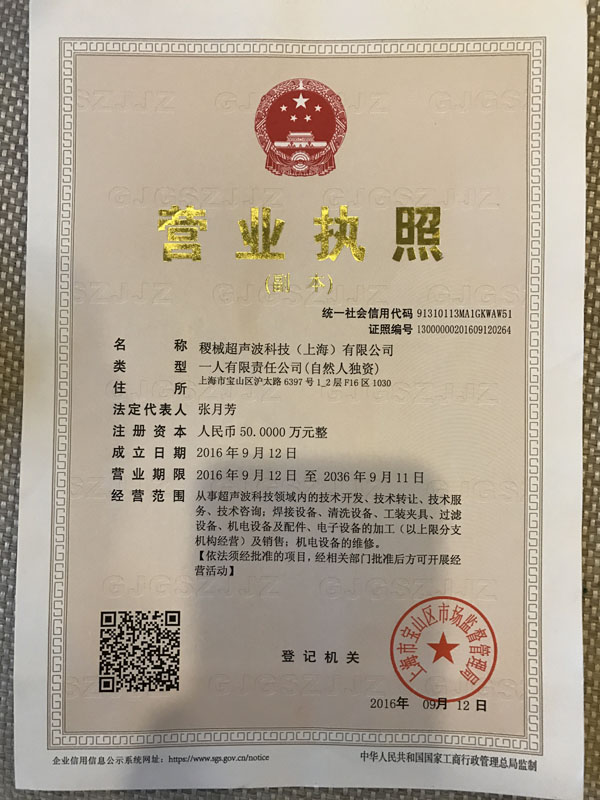 营业执照
(副本)
统一社会信用代码 91310113MA1GKWAW51
证照编号 13000000201609120264
名 称 稷械超声波科技（上海）有限公司
类 型 一人有限责任公司(自然人独资)
住 所 上海市宝山区沪太路 6397 号 1_2 层 F16 区 1030
法定代表人 张月芳
注册资本 人民币 50.0000 万元整
成立日期 2016 年 9 月 12 日
营业期限 2016 年 9 月 12 日 至 2036 年 9 月 11 日
经营范围 从事超声波科技领域内的技术开发、技术转让、技术服
务、技术咨询；焊接设备、清洗设备、工装夹具、过滤
设备、机电设备及配件、电子设备的加工（以上限分支
机构经营）及销售；机电设备的维修。
【依法须经批准的项目，经相关部门批准后方可开展经
营活动】
登记机关
上海市宝山区市场监督管理局
2016年 09月 12 日
企业信用信息公示系统网址：https://www.sgs.gov.cn/notice
中华人民共和国国家工商行政管理总局监制
GJGSZJJZ
GJGSZJJZ
GJGSZJJZ